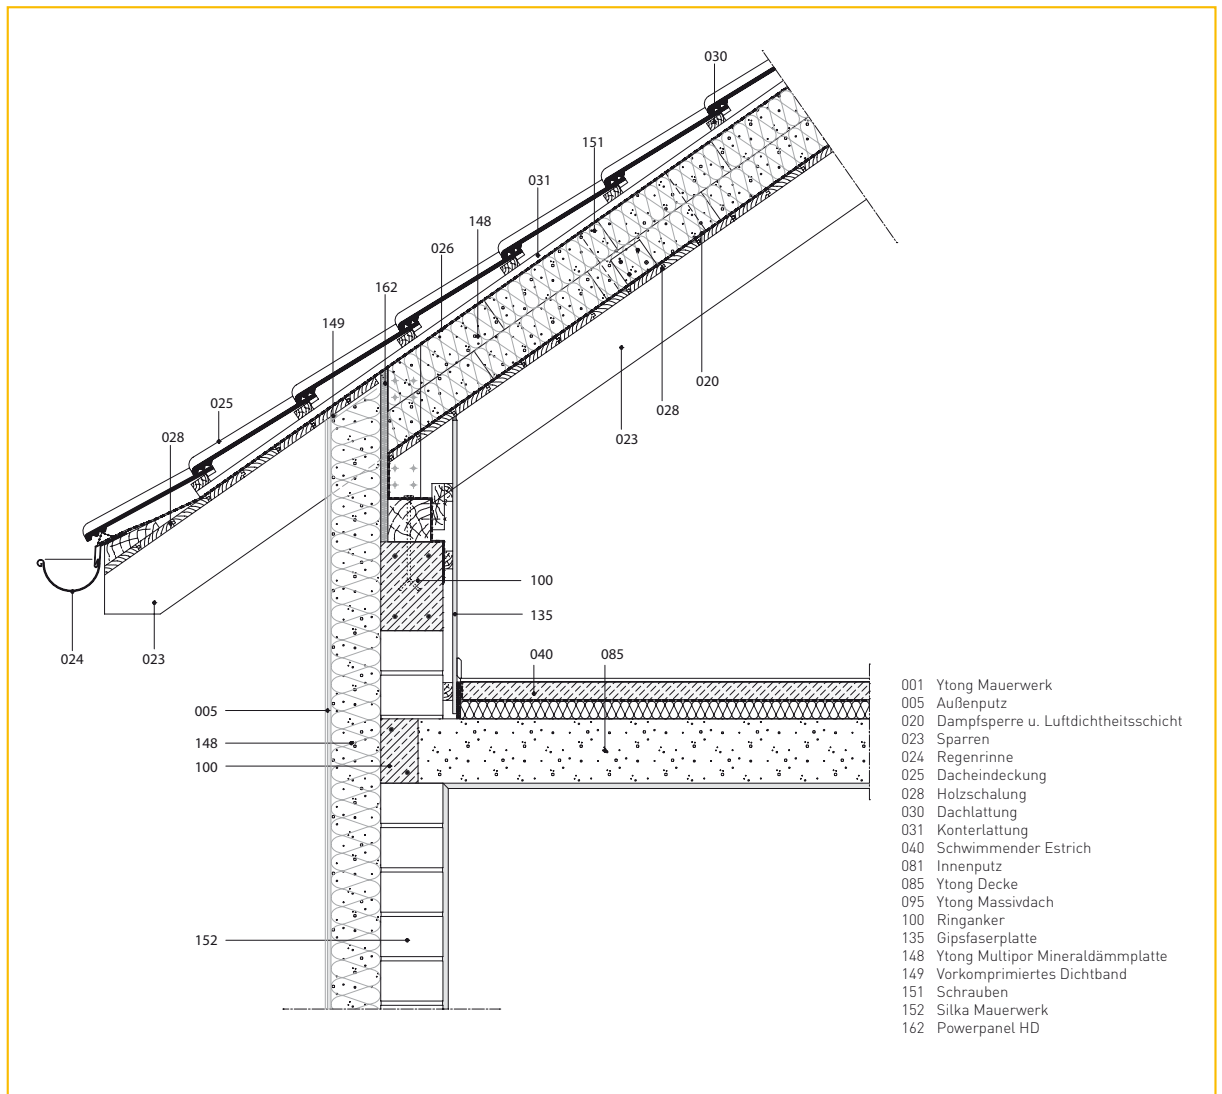 030
151
031
148
026
162
149
020
028
025
023
028
100
135
024
023
040
085
005
148
100
152
001 Ytong Mauerwerk
005 Außenputz
020 Dampfsperre u. Luftdichtheitsschicht
023 Sparren
024 Regenrinne
025 Dacheindeckung
028 Holzschalung
030 Dachlattung
031 Konterlattung
040 Schwimmender Estrich
081 Innenputz
085 Ytong Decke
095 Ytong Massivdach
100 Ringanker
135 Gipsfaserplatte
148 Ytong Multipor Mineraldämmplatte
149 Vorkomprimiertes Dichtband
151 Schrauben
152 Silka Mauerwerk
162 Powerpanel HD